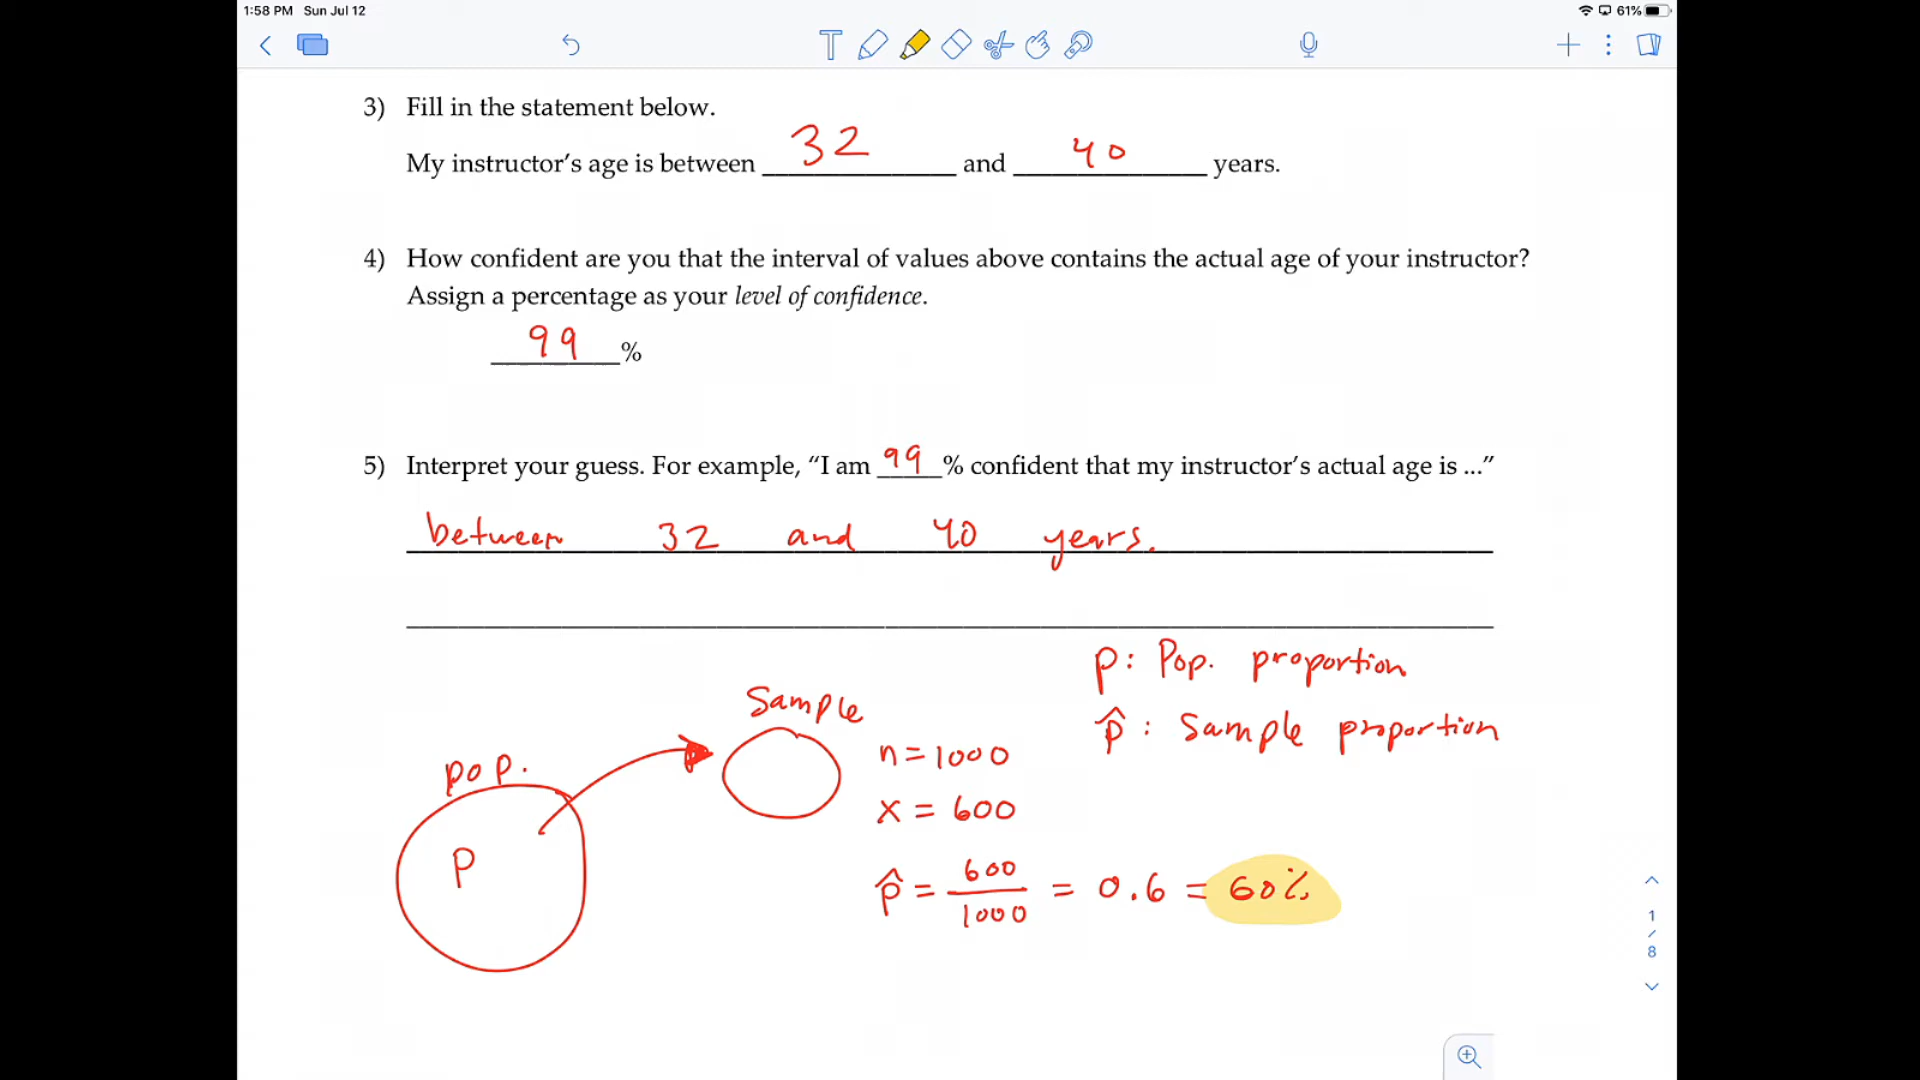 1:58 PM Sun Jul 12
61%
3) Fill in the statement below.
My instructor's age is between 32 and 40 years.
4) How confident are you that the interval of values above contains the actual age of your instructor?
Assign a percentage as your level of confidence.
99 %
5) Interpret your guess. For example, “I am 99 % confident that my instructor's actual age is ...”
between 32 and 40 years.
p: Pop. proportion
p̂ : Sample proportion
Sample
pop.
n = 1000
x = 600
P
p̂ = 600/1000 = 0.6 = 60%
1
/
8